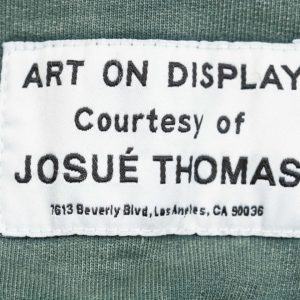 ART ON DISPLAY
Courtesy of
JOSUÉ THOMAS
7613 Beverly Blvd, Los Angeles, CA 90036